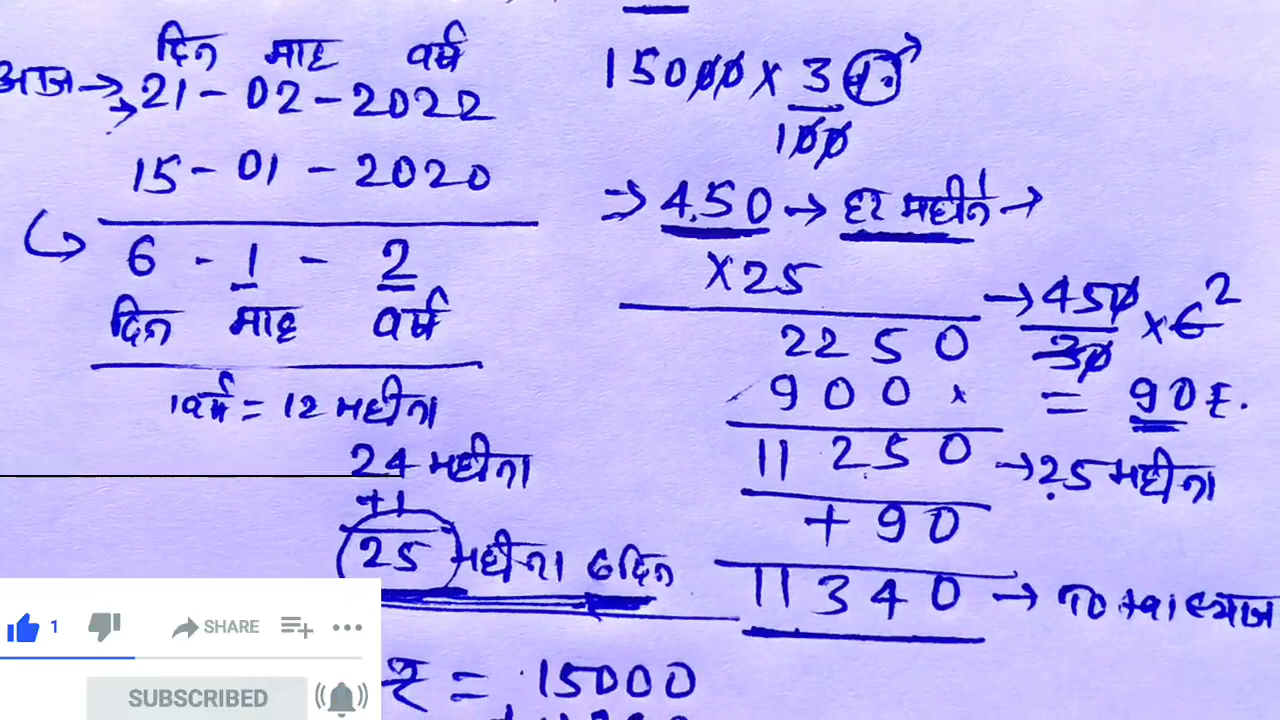 दिन माह वर्ष
आज → 21 - 02 - 2022
15 - 01 - 2020
6 - 1 - 2
दिन माह वर्ष
1वर्ष = 12 महीना
24 महीना
+1
25 महीना 6 दिन
15000 × 3
100
⇒ 450 → हर महीने →
×25
2250
900×
11250 → 25 महीना
+ 90
11340 →
→ 450 × 6 2
30
= 90 रु.
= 15000
1
SHARE
SUBSCRIBED